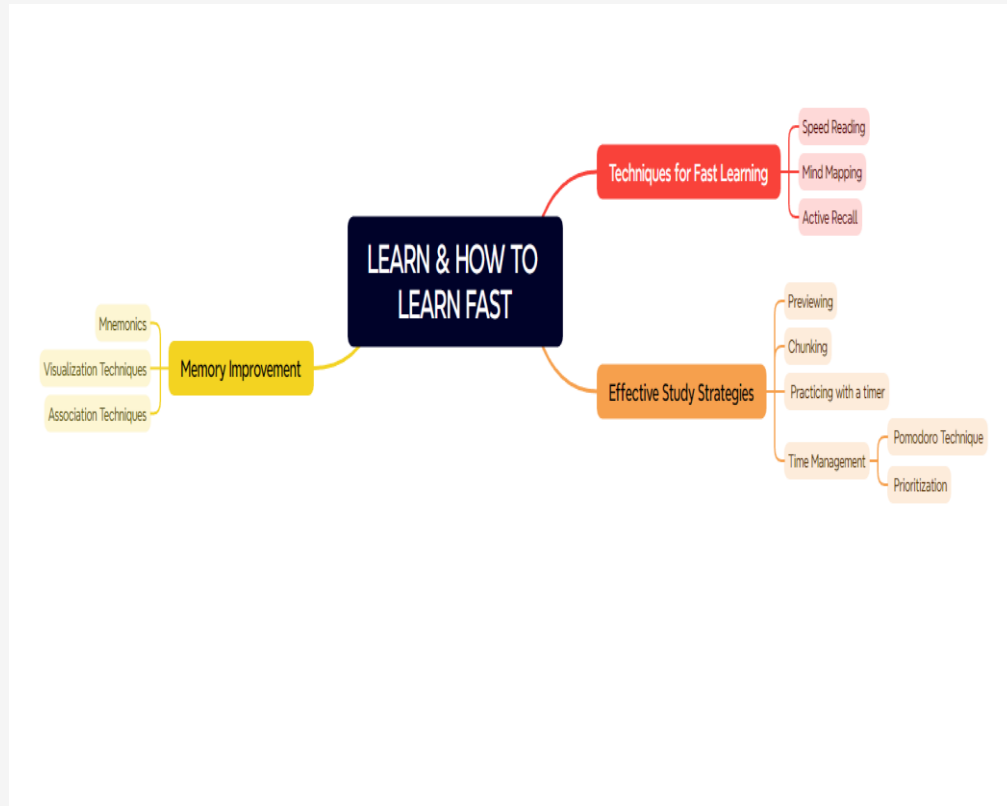 LEARN & HOW TO
LEARN FAST
Techniques for Fast Learning
Speed Reading
Mind Mapping
Active Recall
Effective Study Strategies
Previewing
Chunking
Practicing with a timer
Time Management
Pomodoro Technique
Prioritization
Memory Improvement
Mnemonics
Visualization Techniques
Association Techniques